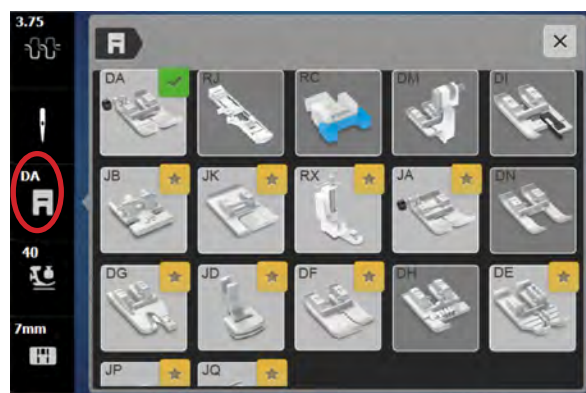 3.75
DA RJ RC DM DI
DA
JB JK RX JA DN
40
DG JD DF DH DE
7mm
JP JQ